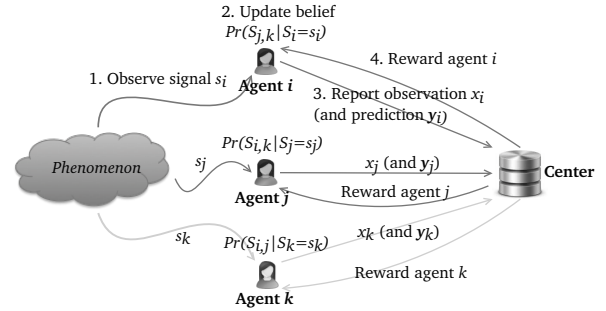 2. Update belief
Pr(Sj,k|Si=si)
4. Reward agent i
1. Observe signal si
Agent i
3. Report observation xi
(and prediction yi)
Phenomenon
sj
Pr(Si,k|Sj=sj)
Agent j
xj (and yj)
Reward agent j
Center
sk
Pr(Si,j|Sk=sk)
Agent k
xk (and yk)
Reward agent k